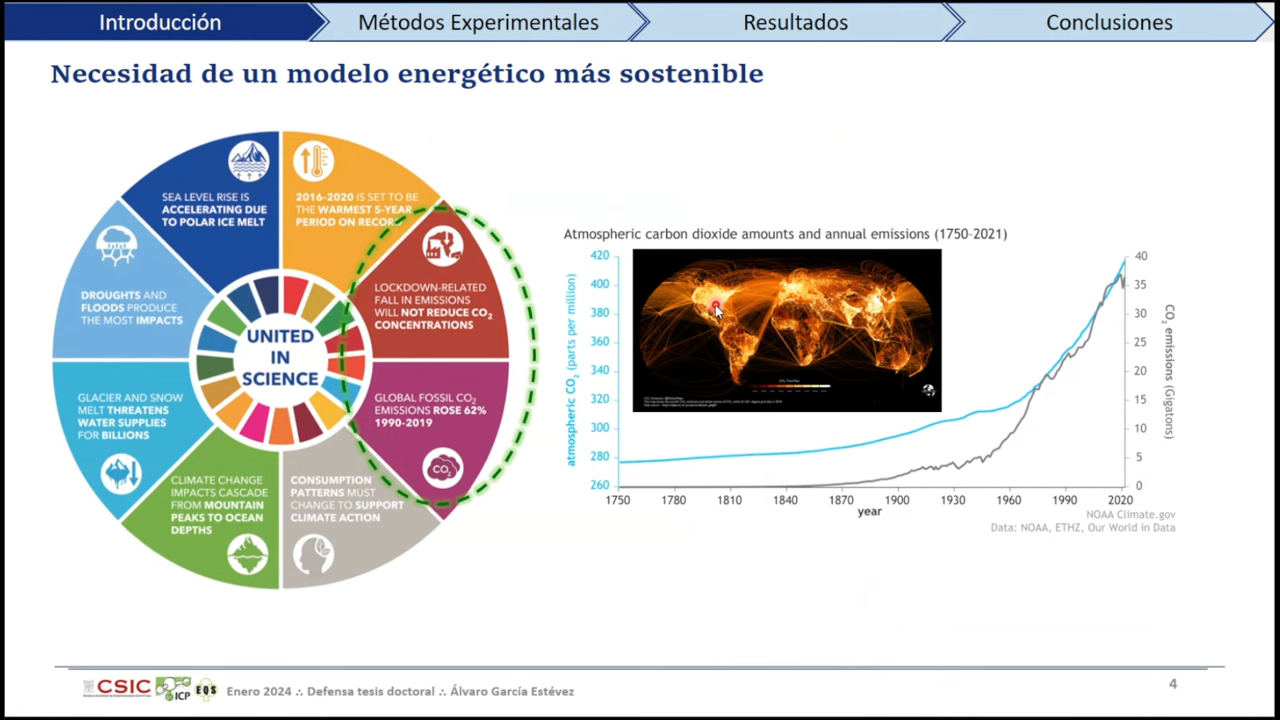 Introducción
Métodos Experimentales
Resultados
Conclusiones
Necesidad de un modelo energético más sostenible
SEA LEVEL RISE IS
ACCELERATING DUE
TO POLAR ICE MELT
2016-2020 IS SET TO BE
THE WARMEST 5-YEAR
PERIOD ON RECORD
LOCKDOWN-RELATED
FALL IN EMISSIONS
WILL NOT REDUCE CO2
CONCENTRATIONS
GLOBAL FOSSIL CO2
EMISSIONS ROSE 62%
1990-2019
CO2
CONSUMPTION
PATTERNS MUST
CHANGE TO SUPPORT
CLIMATE ACTION
CLIMATE CHANGE
IMPACTS CASCADE
FROM MOUNTAIN
PEAKS TO OCEAN
DEPTHS
GLACIER AND SNOW
MELT THREATENS
WATER SUPPLIES
FOR BILLIONS
DROUGHTS AND
FLOODS PRODUCE
THE MOST IMPACTS
UNITED
IN
SCIENCE
Atmospheric carbon dioxide amounts and annual emissions (1750-2021)
atmospheric CO2 (parts per million)
420
400
380
360
340
320
300
280
260
40
35
30
25
20
15
10
5
0
CO2 emissions (Gigatons)
1750 1780 1810 1840 1870 1900 1930 1960 1990 2020
year
NOAA Climate.gov
Data: NOAA, ETHZ, Our World in Data
CSIC
ICP
EQS
Enero 2024 ∴ Defensa tesis doctoral ∴ Álvaro García Estévez
4